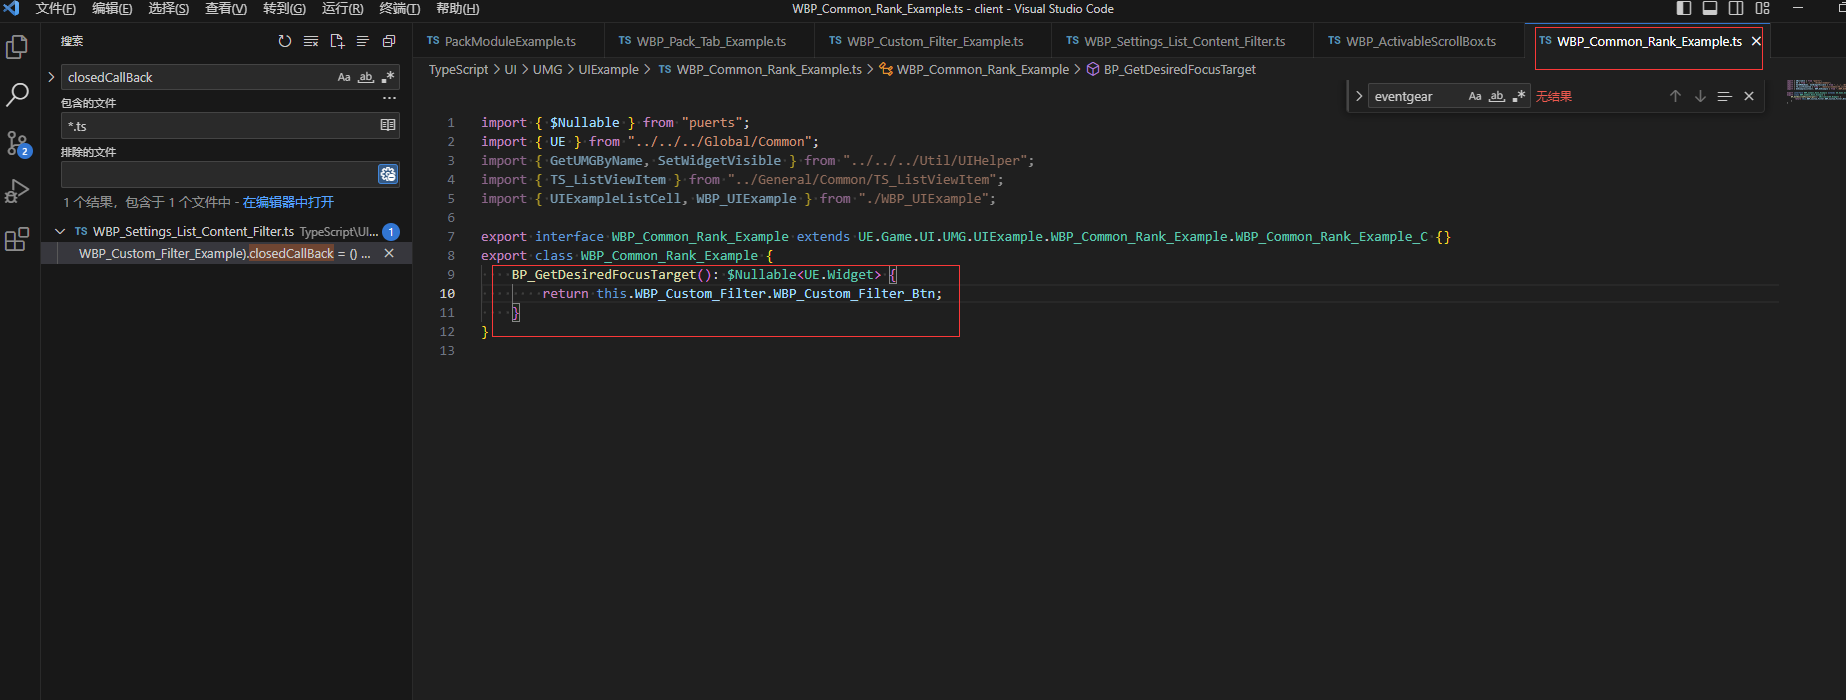 文件(F) 编辑(E) 选择(S) 查看(V) 转到(G) 运行(R) 终端(T) 帮助(H)
WBP_Common_Rank_Example.ts - client - Visual Studio Code
搜索
closedCallBack
Aa ab .*
包含的文件
...
*.ts
排除的文件
1 个结果，包含于 1 个文件中 - 在编辑器中打开
TS WBP_Settings_List_Content_Filter.ts TypeScript\UI... 1
WBP_Custom_Filter_Example).closedCallBack = () ...
2
TS PackModuleExample.ts
TS WBP_Pack_Tab_Example.ts
TS WBP_Custom_Filter_Example.ts
TS WBP_Settings_List_Content_Filter.ts
TS WBP_ActivableScrollBox.ts
TS WBP_Common_Rank_Example.ts
TypeScript > UI > UMG > UIExample > TS WBP_Common_Rank_Example.ts > WBP_Common_Rank_Example > BP_GetDesiredFocusTarget
eventgear Aa ab .* 无结果
1 import { $Nullable } from "puerts";
2 import { UE } from "../../../Global/Common";
3 import { GetUMGByName, SetWidgetVisible } from "../../../Util/UIHelper";
4 import { TS_ListViewItem } from "../General/Common/TS_ListViewItem";
5 import { UIExampleListCell, WBP_UIExample } from "./WBP_UIExample";
6
7 export interface WBP_Common_Rank_Example extends UE.Game.UI.UMG.UIExample.WBP_Common_Rank_Example.WBP_Common_Rank_Example_C {}
8 export class WBP_Common_Rank_Example {
9 BP_GetDesiredFocusTarget(): $Nullable<UE.Widget> {
10 return this.WBP_Custom_Filter.WBP_Custom_Filter_Btn;
11 }
12 }
13